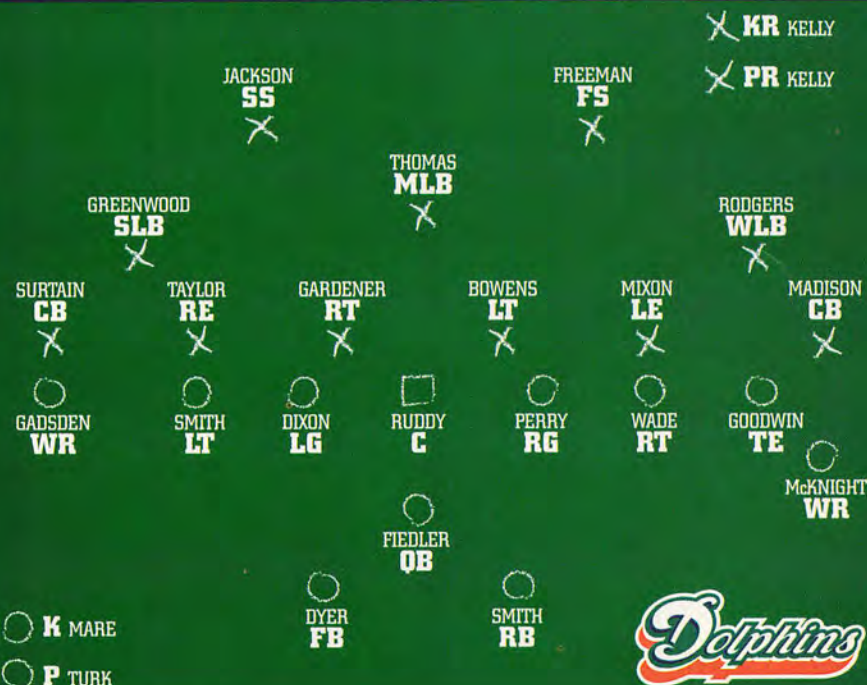 KR KELLY
PR KELLY
JACKSON
SS
FREEMAN
FS
THOMAS
MLB
GREENWOOD
SLB
RODGERS
WLB
SURTAIN
CB
TAYLOR
RE
GARDENER
RT
BOWENS
LT
MIXON
LE
MADISON
CB
GADSDEN
WR
SMITH
LT
DIXON
LG
RUDDY
C
PERRY
RG
WADE
RT
GOODWIN
TE
McKNIGHT
WR
FIEDLER
QB
DYER
FB
SMITH
RB
K MARE
P TURK
Dolphins